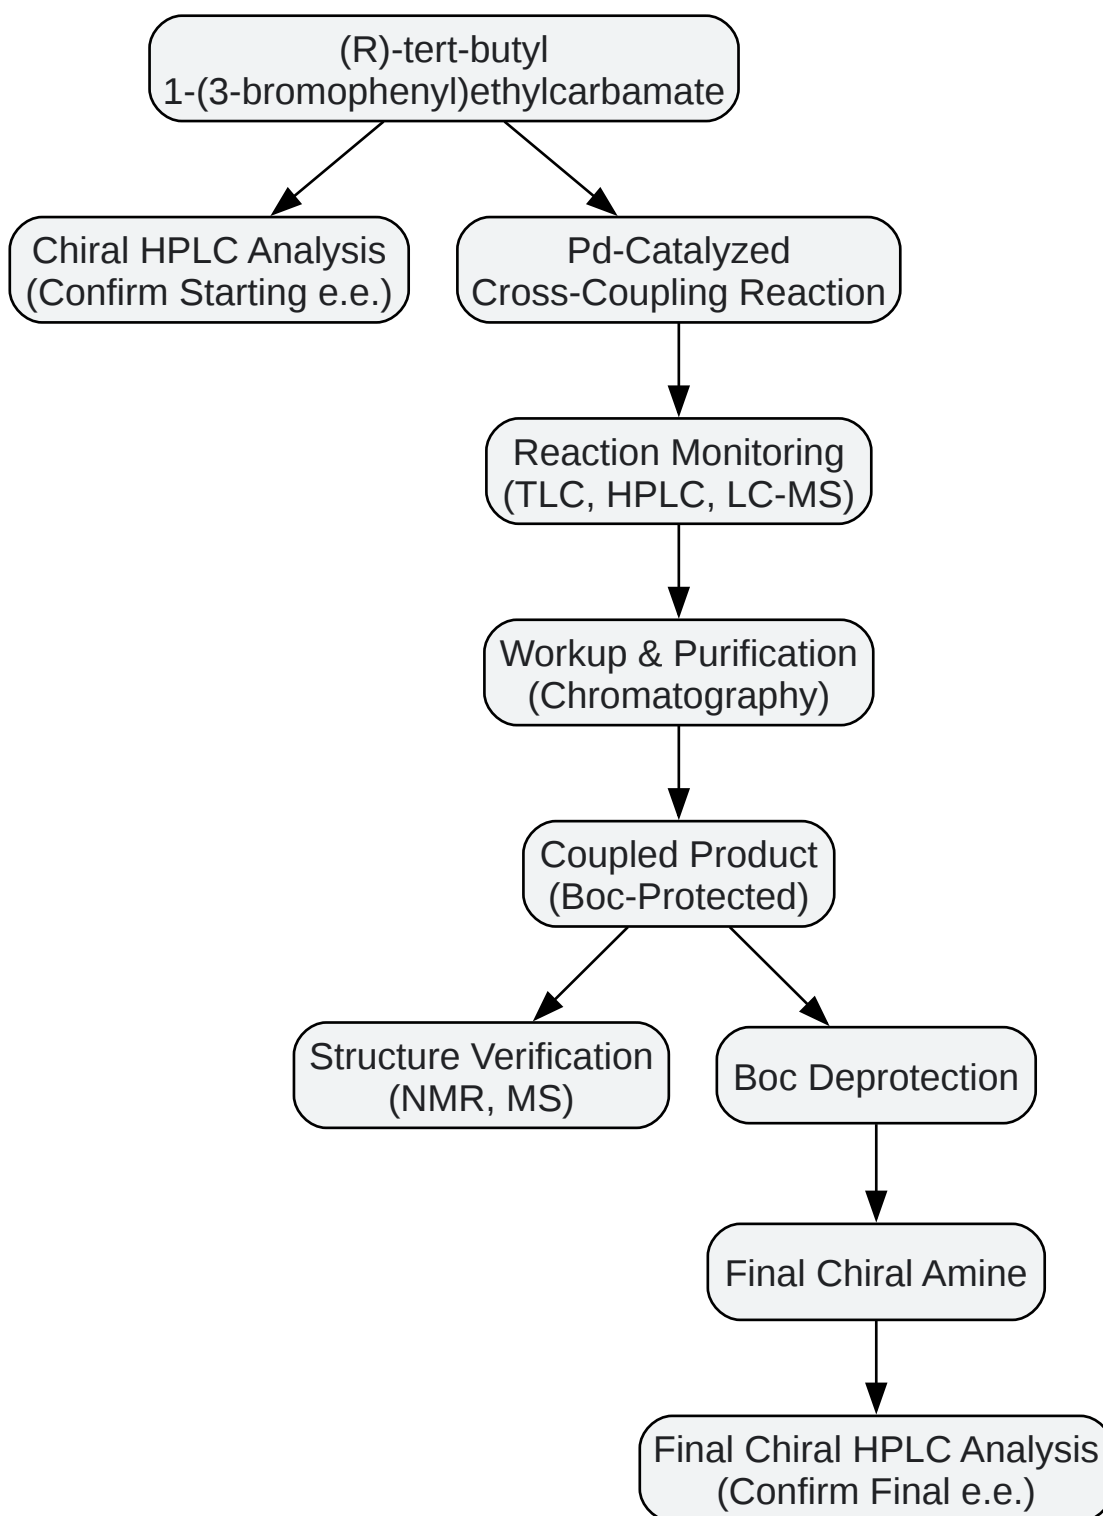 (R)-tert-butyl
1-(3-bromophenyl)ethylcarbamate
Chiral HPLC Analysis
(Confirm Starting e.e.)
Pd-Catalyzed
Cross-Coupling Reaction
Reaction Monitoring
(TLC, HPLC, LC-MS)
Workup & Purification
(Chromatography)
Coupled Product
(Boc-Protected)
Structure Verification
(NMR, MS)
Boc Deprotection
Final Chiral Amine
Final Chiral HPLC Analysis
(Confirm Final e.e.)